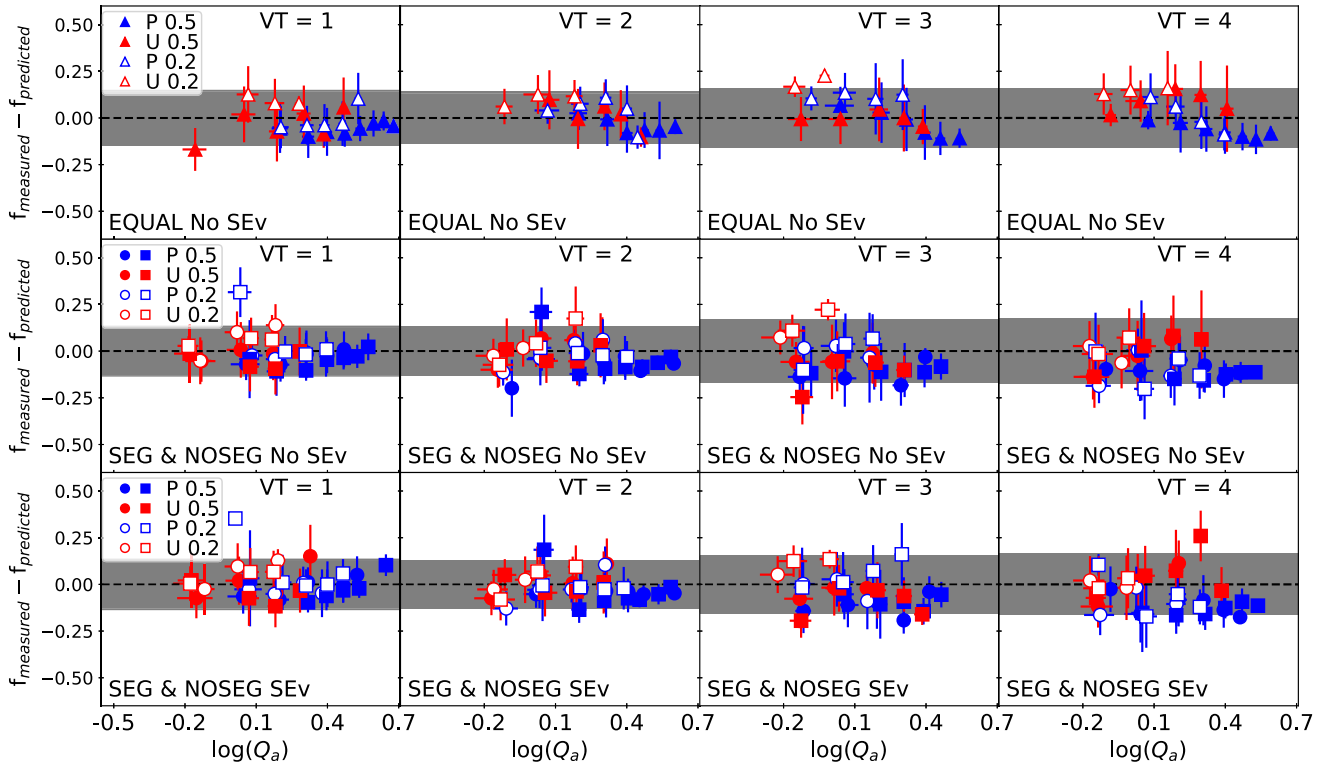 VT = 1 VT = 2 VT = 3 VT = 4
P 0.5
U 0.5
P 0.2
U 0.2
0.50
0.25
0.00
−0.25
−0.50
f_measured − f_predicted
EQUAL No SEv EQUAL No SEv EQUAL No SEv EQUAL No SEv
VT = 1 VT = 2 VT = 3 VT = 4
P 0.5
U 0.5
P 0.2
U 0.2
0.50
0.25
0.00
−0.25
−0.50
f_measured − f_predicted
SEG & NOSEG No SEv SEG & NOSEG No SEv SEG & NOSEG No SEv SEG & NOSEG No SEv
VT = 1 VT = 2 VT = 3 VT = 4
P 0.5
U 0.5
P 0.2
U 0.2
0.50
0.25
0.00
−0.25
−0.50
f_measured − f_predicted
SEG & NOSEG SEv SEG & NOSEG SEv SEG & NOSEG SEv SEG & NOSEG SEv
-0.5 -0.2 0.1 0.4 0.7 -0.2 0.1 0.4 0.7 -0.2 0.1 0.4 0.7 -0.2 0.1 0.4 0.7
log(Q_a) log(Q_a) log(Q_a) log(Q_a)